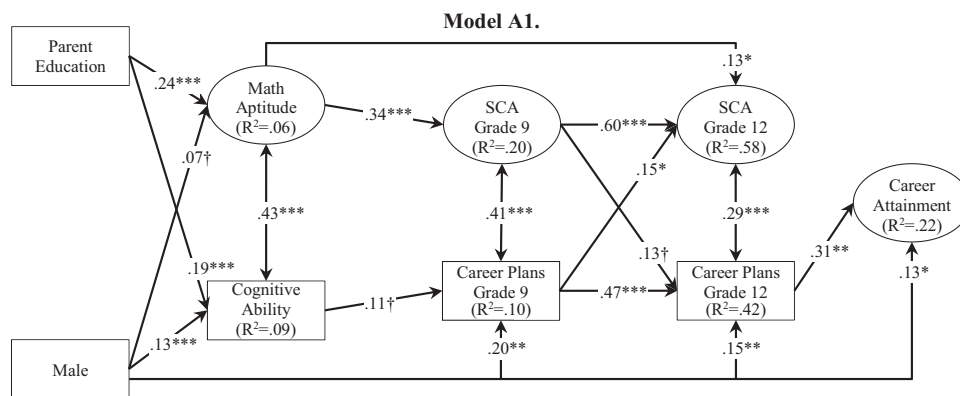 Model A1.
Parent
Education
.24***
Math
Aptitude
(R²=.06)
.13*
.34***
SCA
Grade 9
(R²=.20)
.60***
SCA
Grade 12
(R²=.58)
.07†
.15*
.43***
.41***
.29***
Career
Attainment
(R²=.22)
.19***
.13†
.31**
.13*
Cognitive
Ability
(R²=.09)
.11†
Career Plans
Grade 9
(R²=.10)
.47***
Career Plans
Grade 12
(R²=.42)
.13***
.20**
.15**
Male